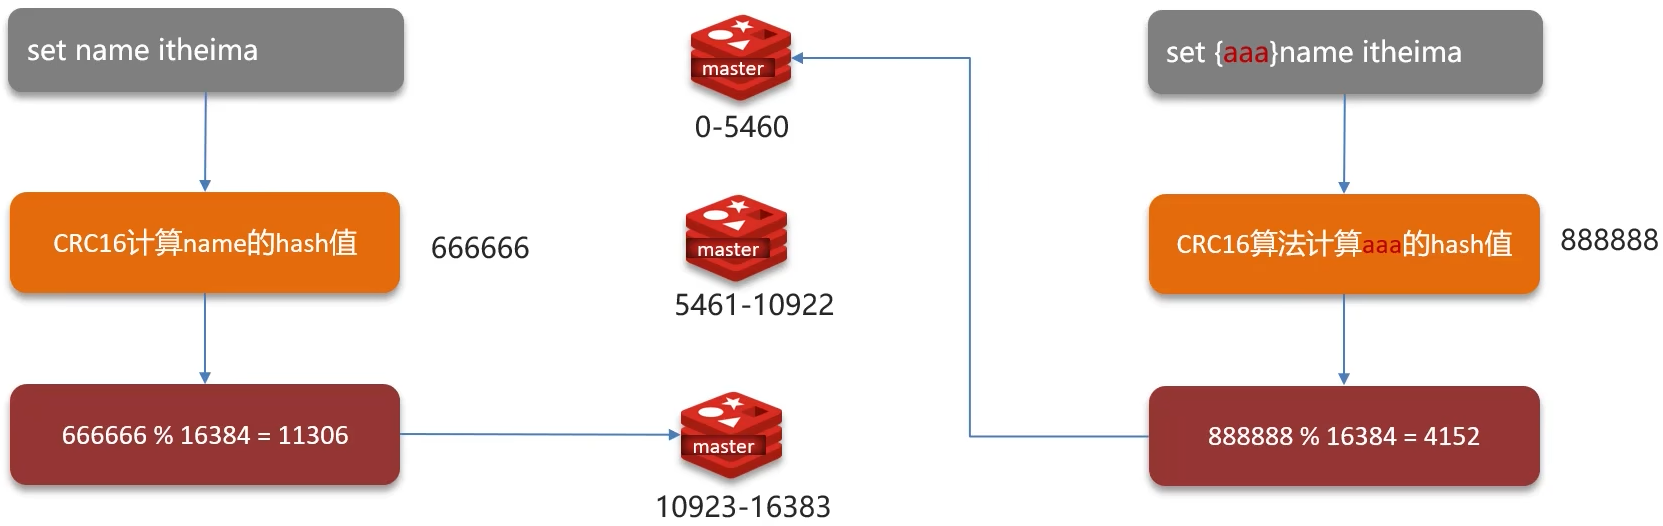 set name itheima
CRC16计算name的hash值
666666
666666 % 16384 = 11306
master
0-5460
master
5461-10922
master
10923-16383
set {aaa}name itheima
CRC16算法计算aaa的hash值
888888
888888 % 16384 = 4152